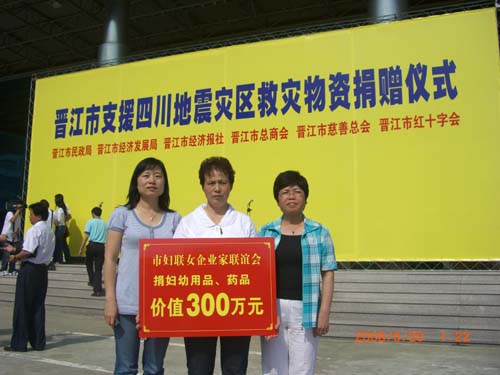 晋江市支援四川地震灾区救灾物资捐赠仪式
晋江市民政局 晋江市经济发展局 晋江市经济报社 晋江市总商会 晋江市慈善总会 晋江市红十字会
市妇联女企业家联谊会
捐妇幼用品、药品
价值300万元